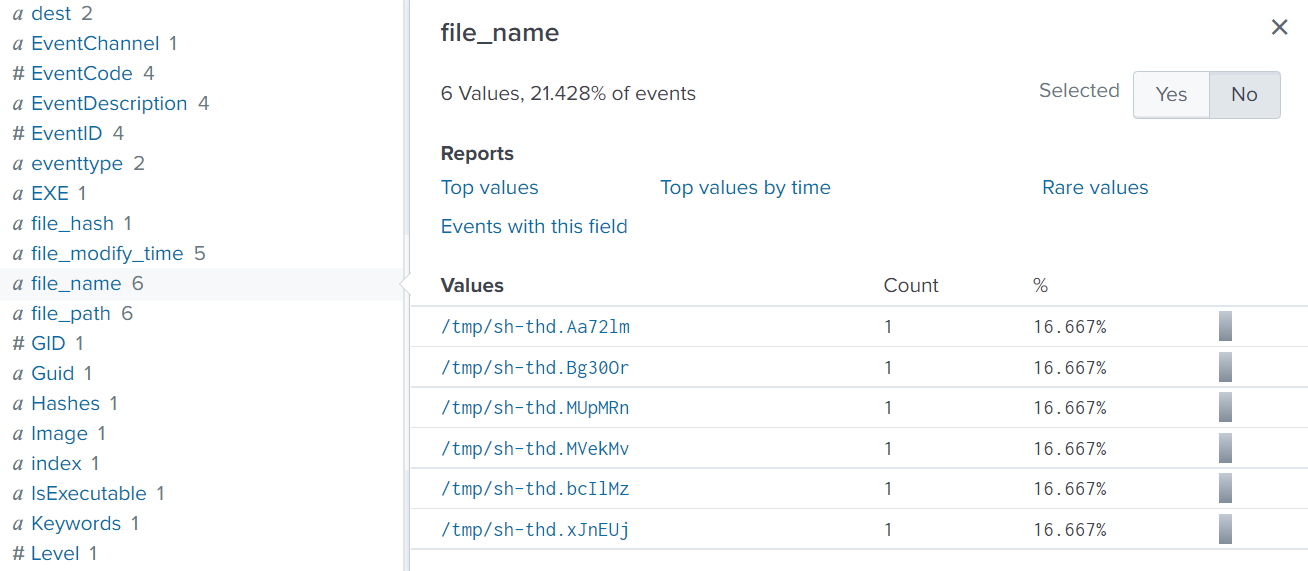 a dest 2
a EventChannel 1
# EventCode 4
a EventDescription 4
# EventID 4
a eventtype 2
a EXE 1
a file_hash 1
a file_modify_time 5
a file_name 6
a file_path 6
# GID 1
a Guid 1
a Hashes 1
a Image 1
a index 1
a IsExecutable 1
a Keywords 1
# Level 1
file_name
6 Values, 21.428% of events
Selected Yes No
Reports
Top values Top values by time Rare values
Events with this field
Values Count %
/tmp/sh-thd.Aa72lm 1 16.667%
/tmp/sh-thd.Bg30Or 1 16.667%
/tmp/sh-thd.MUpMRn 1 16.667%
/tmp/sh-thd.MVekMv 1 16.667%
/tmp/sh-thd.bcIlMz 1 16.667%
/tmp/sh-thd.xJnEUj 1 16.667%